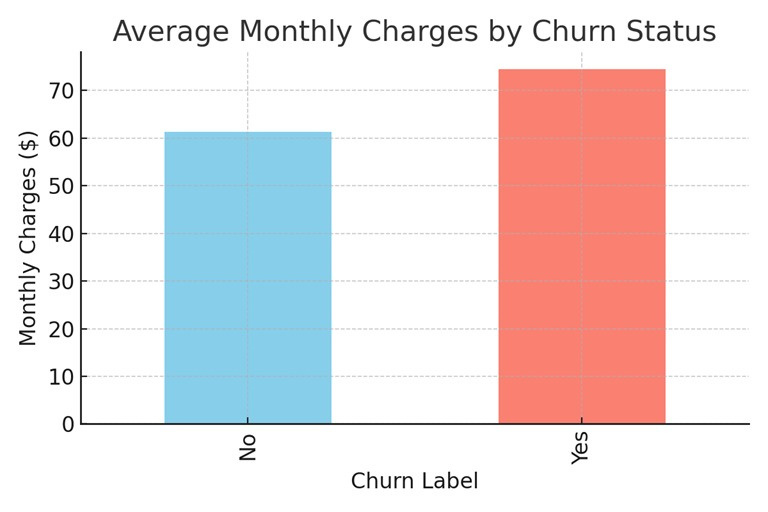 Average Monthly Charges by Churn Status
Monthly Charges ($)
70
60
50
40
30
20
10
0
No
Yes
Churn Label